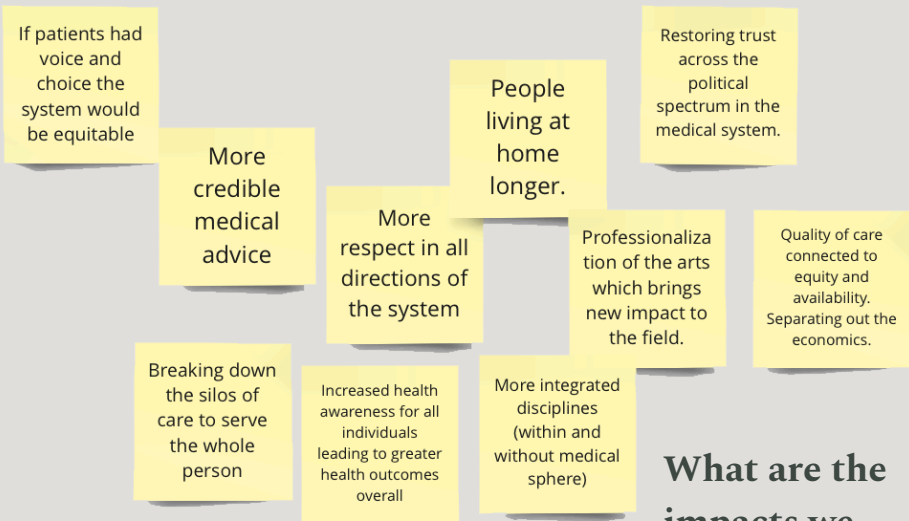 If patients had
voice and
choice the
system would
be equitable
More
credible
medical
advice
More
respect in all
directions of
the system
People
living at
home
longer.
Restoring trust
across the
political
spectrum in the
medical system.
Professionaliza
tion of the arts
which brings
new impact to
the field.
Quality of care
connected to
equity and
availability.
Separating out the
economics.
Breaking down
the silos of
care to serve
the whole
person
Increased health
awareness for all
individuals
leading to greater
health outcomes
overall
More integrated
disciplines
(within and
without medical
sphere)
What are the
impacts we